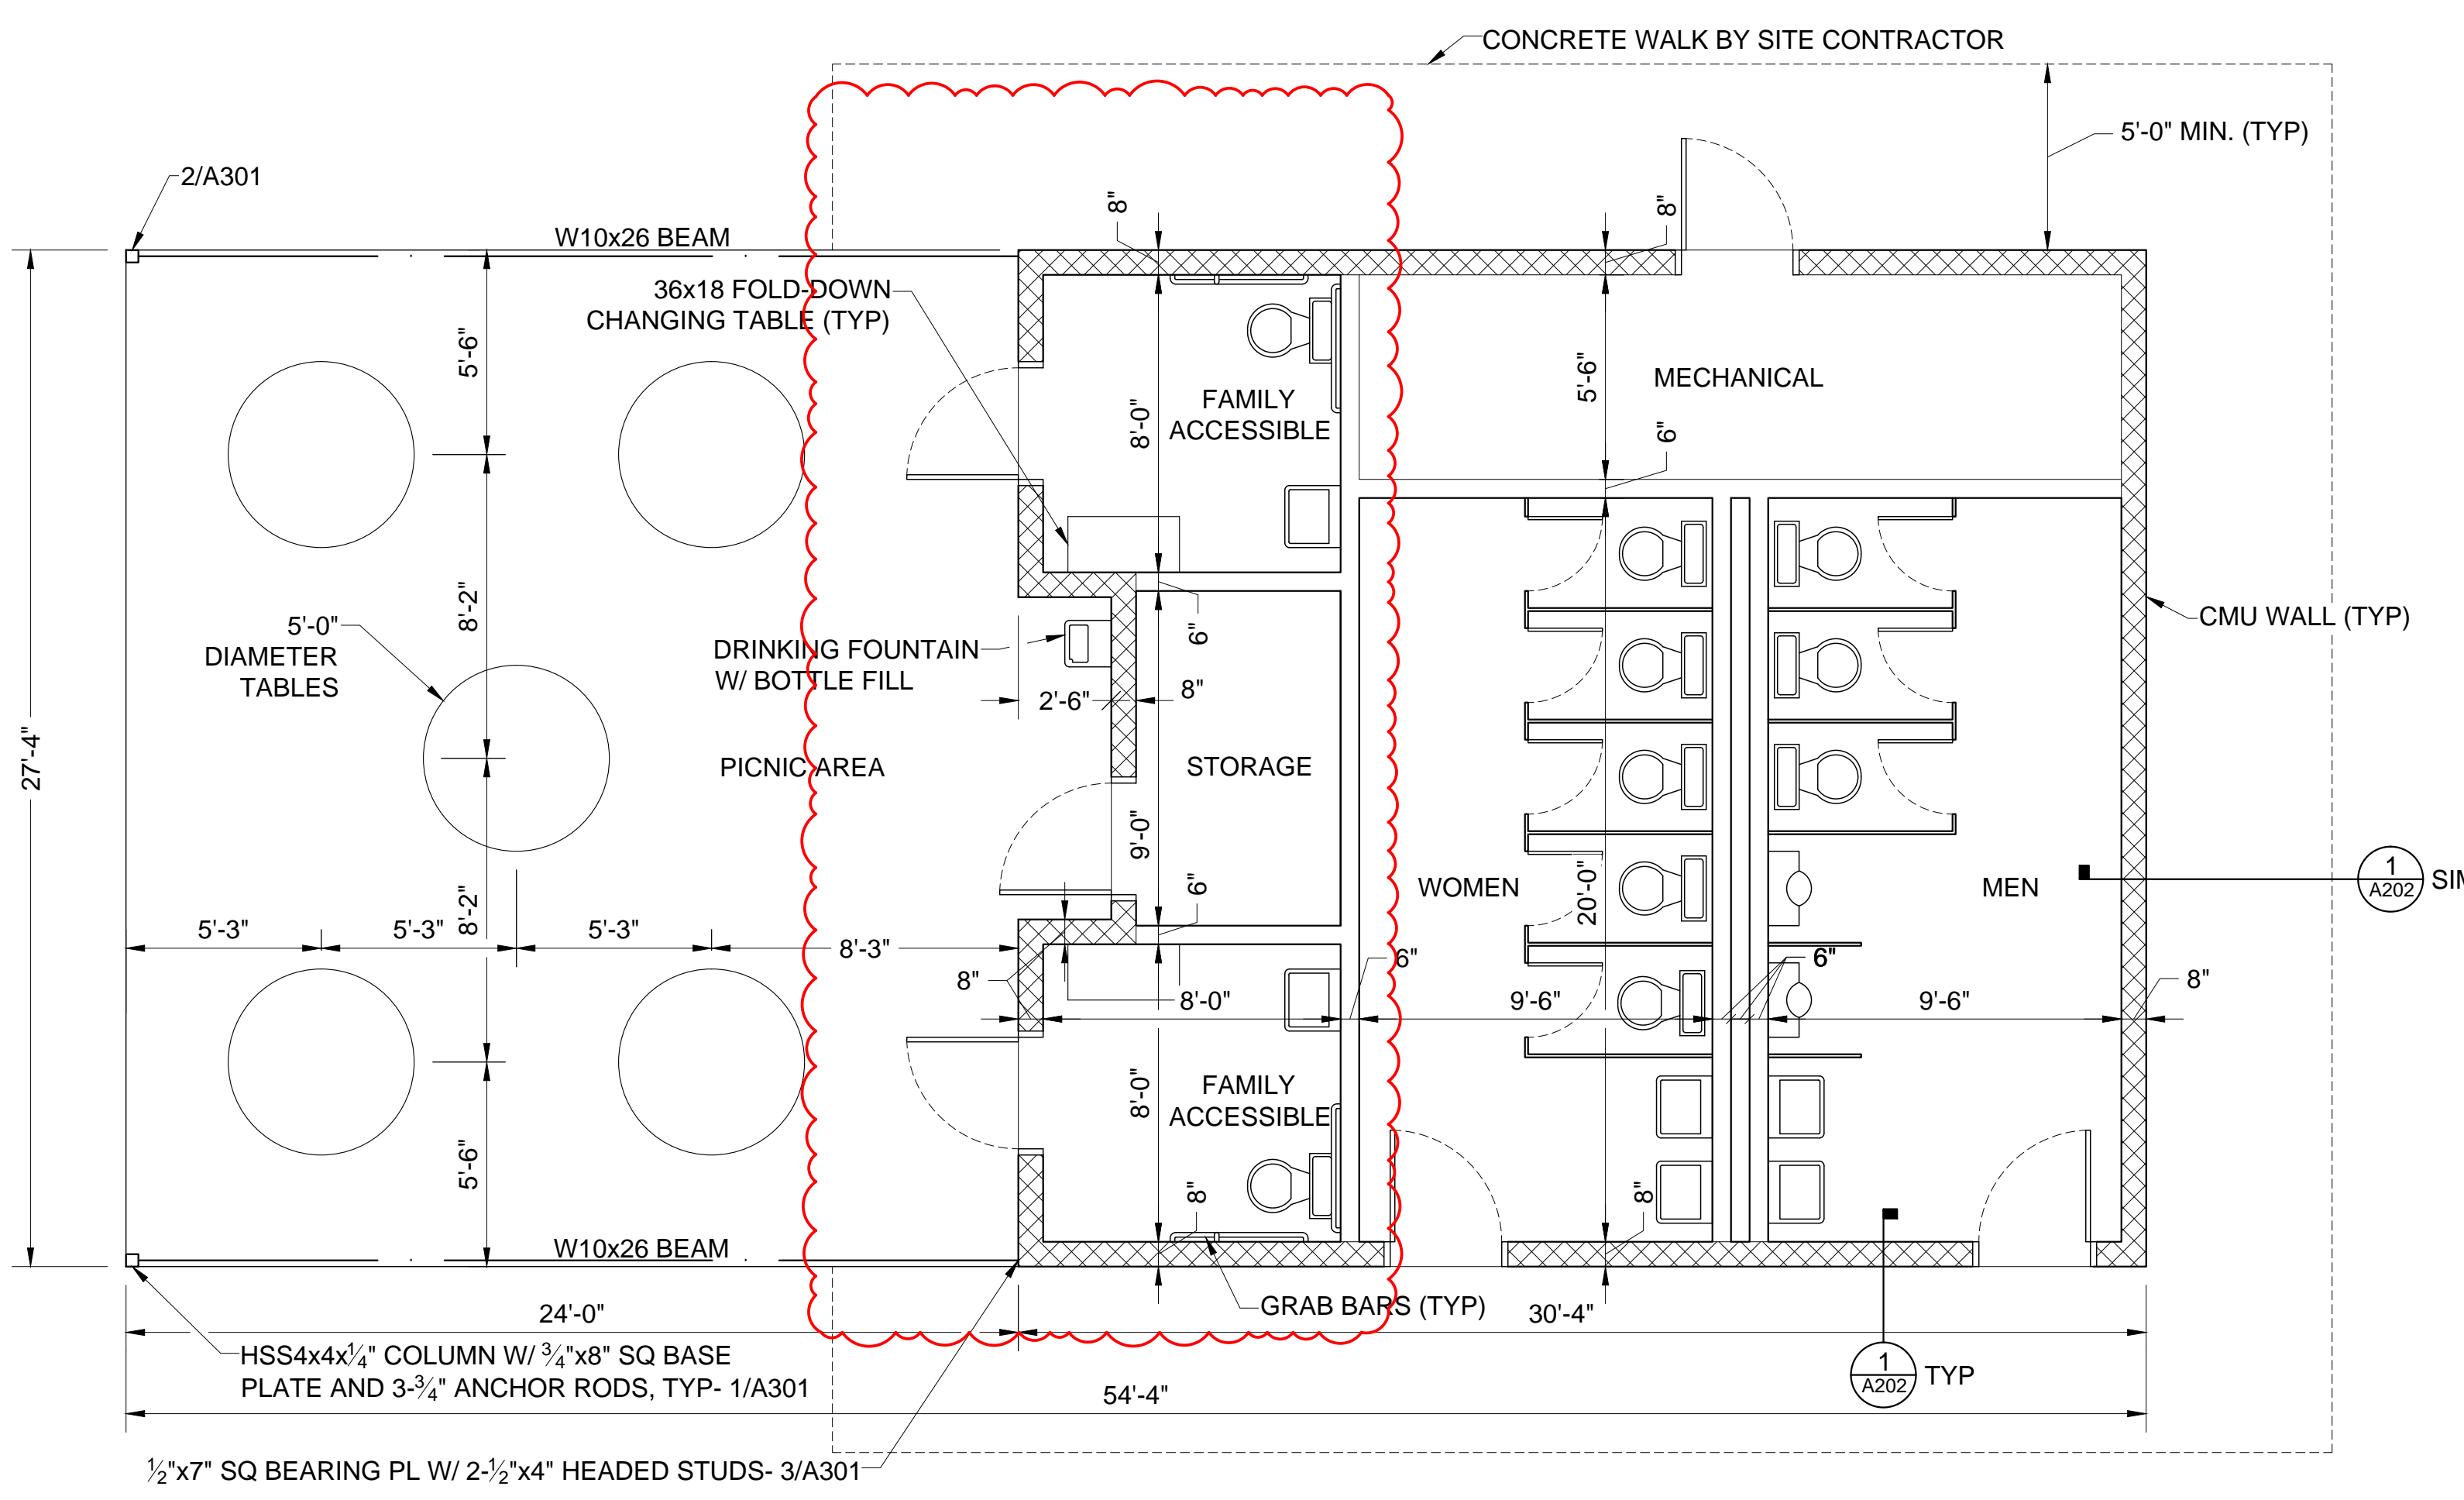 CONCRETE WALK BY SITE CONTRACTOR
5'-0" MIN. (TYP)
2/A301
W10x26 BEAM
8"
8"
36x18 FOLD-DOWN
CHANGING TABLE (TYP)
5'-6"
8'-0"
FAMILY
ACCESSIBLE
5'-6"
MECHANICAL
6"
8'-2"
5'-0"
DIAMETER
TABLES
DRINKING FOUNTAIN
W/ BOTTLE FILL
6"
2'-6"
8"
CMU WALL (TYP)
27'-4"
PICNIC AREA
STORAGE
9'-0"
6"
WOMEN
20'-0"
MEN
1
A202
SIM
8'-2"
5'-3"
5'-3"
5'-3"
8'-3"
8"
8'-0"
6"
9'-6"
6"
9'-6"
8"
5'-6"
8'-0"
FAMILY
ACCESSIBLE
8"
8"
W10x26 BEAM
GRAB BARS (TYP)
24'-0"
30'-4"
HSS4x4x1/4" COLUMN W/ 3/4"x8" SQ BASE
PLATE AND 3-3/4" ANCHOR RODS, TYP- 1/A301
1
A202
TYP
54'-4"
1/2"x7" SQ BEARING PL W/ 2-1/2"x4" HEADED STUDS- 3/A301